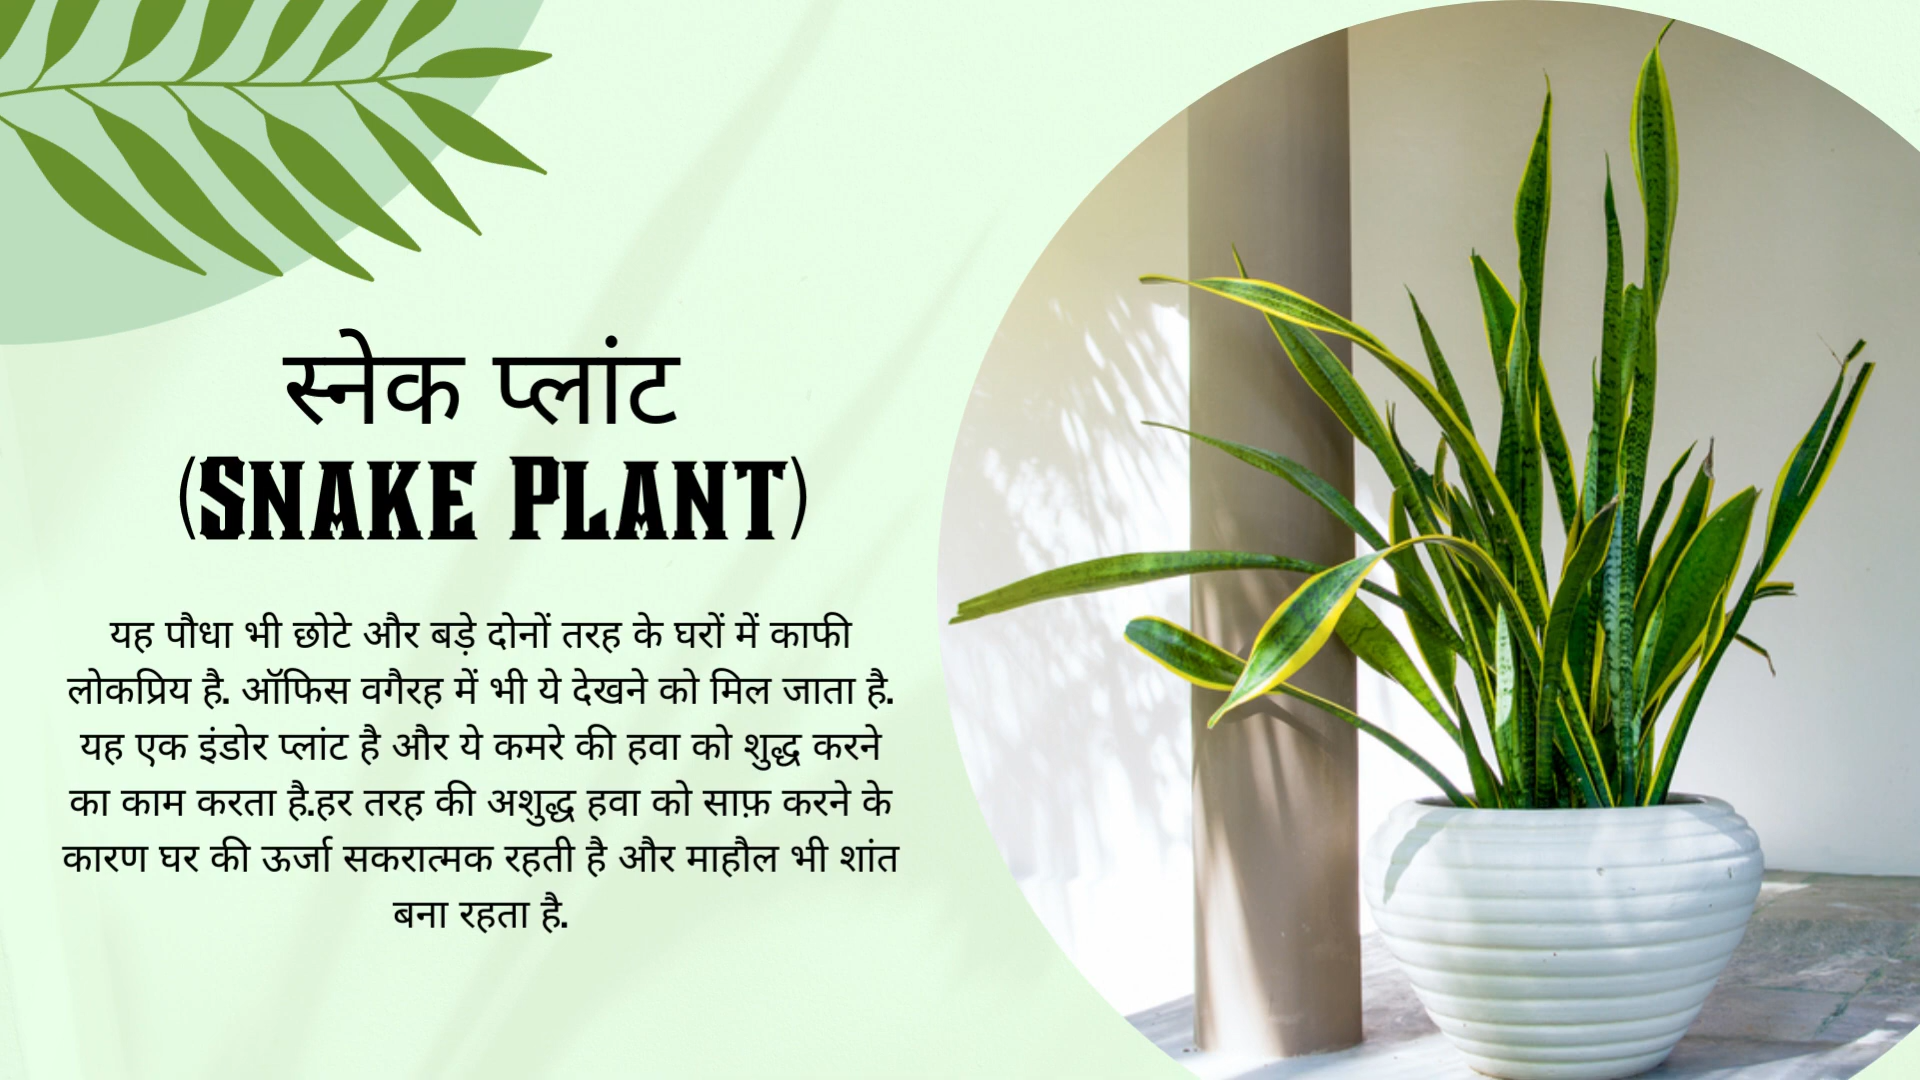 स्नेक प्लांट
(Snake Plant)
यह पौधा भी छोटे और बड़े दोनों तरह के घरों में काफी
लोकप्रिय है. ऑफिस वगैरह में भी ये देखने को मिल जाता है.
यह एक इंडोर प्लांट है और ये कमरे की हवा को शुद्ध करने
का काम करता है.हर तरह की अशुद्ध हवा को साफ़ करने के
कारण घर की ऊर्जा सकरात्मक रहती है और माहौल भी शांत
बना रहता है.